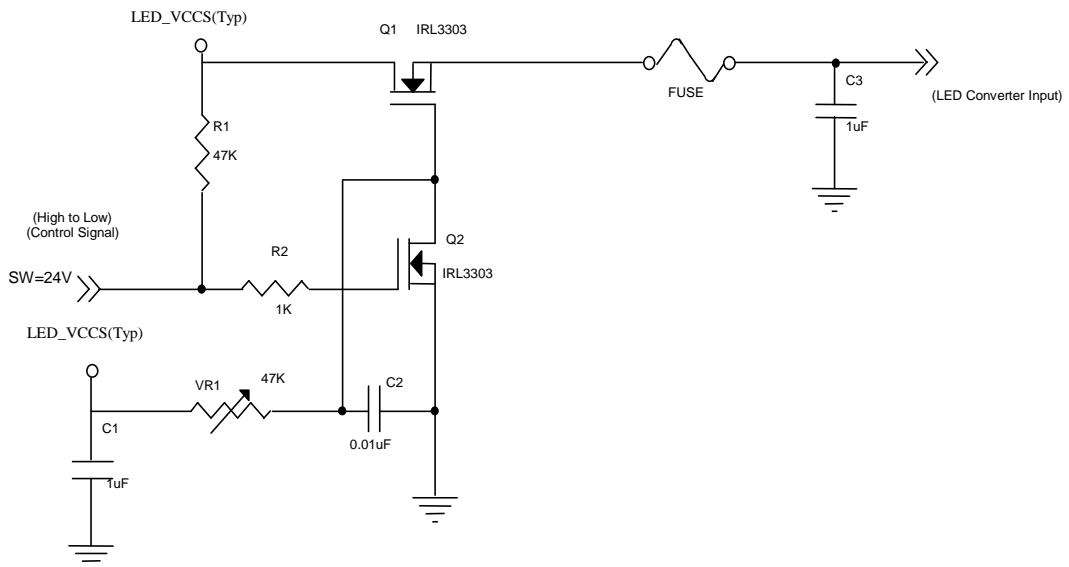 LED_VCCS(Typ)
Q1 IRL3303
FUSE
C3
1uF
(LED Converter Input)
R1
47K
(High to Low)
(Control Signal)
SW=24V
R2
1K
Q2
IRL3303
LED_VCCS(Typ)
VR1
47K
C2
0.01uF
C1
1uF